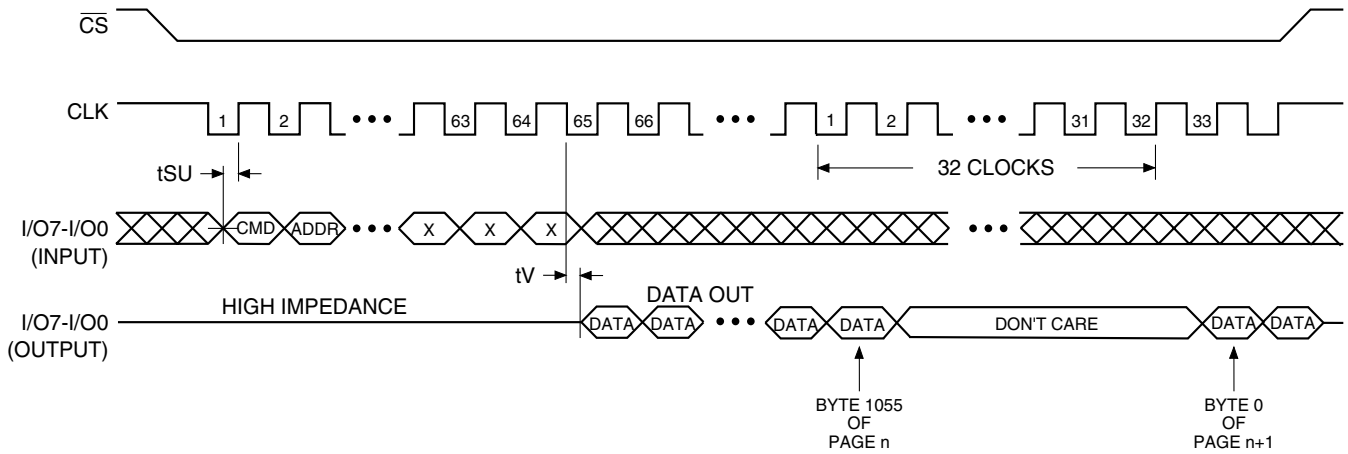 CS
CLK
1 2 ••• 63 64 65 66 ••• 1 2 ••• 31 32 33
tSU
32 CLOCKS
I/O7-I/O0
(INPUT)
CMD ADDR ••• X X X •••
tV
HIGH IMPEDANCE
DATA OUT
I/O7-I/O0
(OUTPUT)
DATA DATA ••• DATA DATA DON'T CARE DATA DATA
BYTE 1055
OF
PAGE n
BYTE 0
OF
PAGE n+1